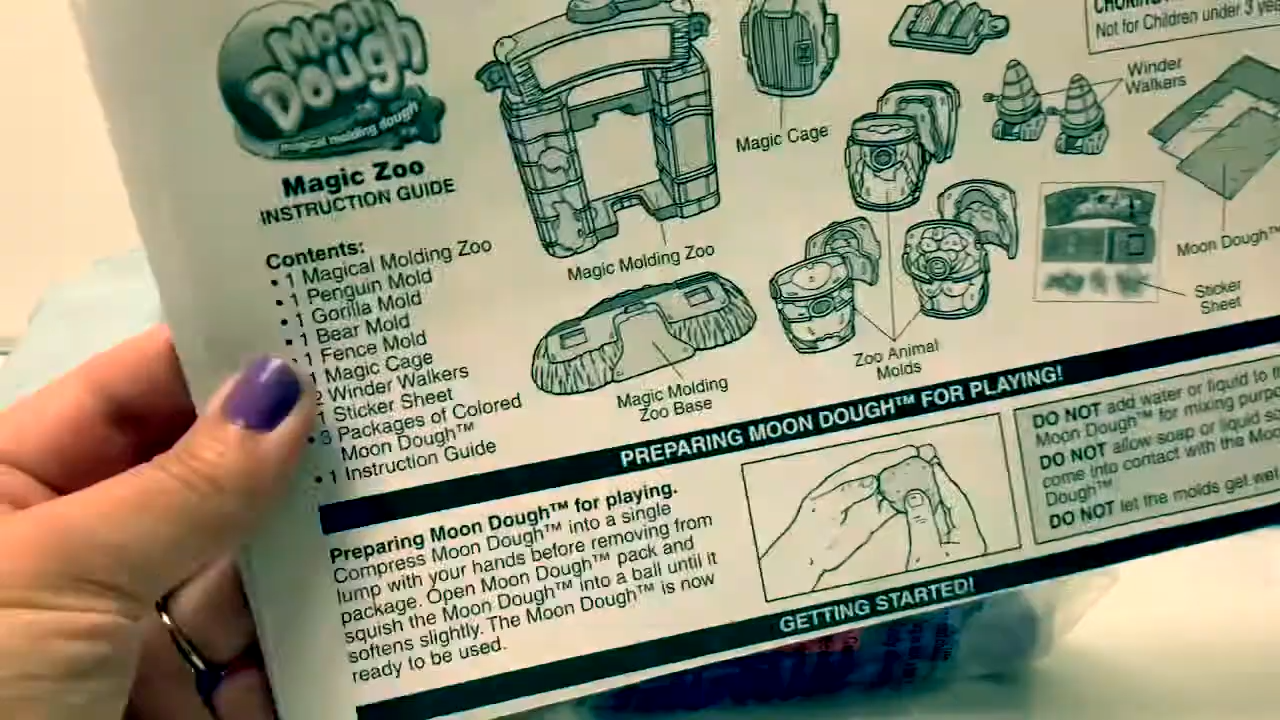 Moon
Dough
magical molding dough
Magic Zoo
INSTRUCTION GUIDE
Contents:
• 1 Magical Molding Zoo
• 1 Penguin Mold
• 1 Gorilla Mold
• 1 Bear Mold
1 Fence Mold
1 Magic Cage
2 Winder Walkers
1 Sticker Sheet
• 3 Packages of Colored
Moon Dough™
• 1 Instruction Guide
Magic Molding Zoo
Magic Molding
Zoo Base
Magic Cage
Zoo Animal
Molds
Not for Children under 3
Winder
Walkers
Moon Dough™
Sticker
Sheet
PREPARING MOON DOUGH™ FOR PLAYING!
Preparing Moon Dough™ for playing.
Compress Moon Dough™ into a single
lump with your hands before removing from
package. Open Moon Dough™ pack and
squish the Moon Dough™ into a ball until it
softens slightly. The Moon Dough™ is now
ready to be used.
DO NOT add water or liquid to
Moon Dough™ for mixing
DO NOT allow soap or liquid
come into contact with the
Dough™
DO NOT let the molds get
GETTING STARTED!